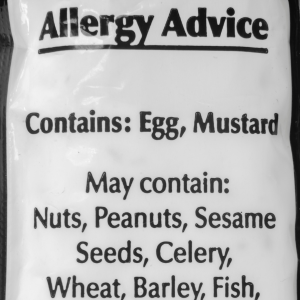 Allergy Advice
Contains: Egg, Mustard
May contain:
Nuts, Peanuts, Sesame
Seeds, Celery,
Wheat, Barley, Fish,